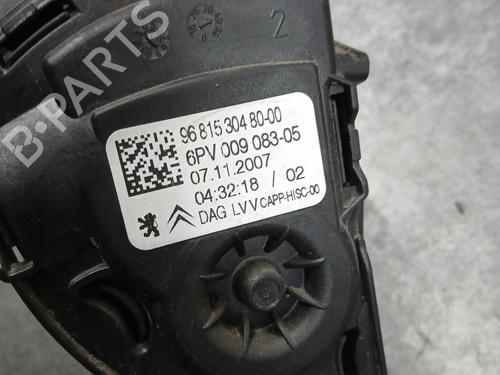 2
96 815 304 80-00
6PV 009 083-05
07.11.2007
04:32:18 / 02
DAG LVV CAPP-HISC-00
B-PARTS